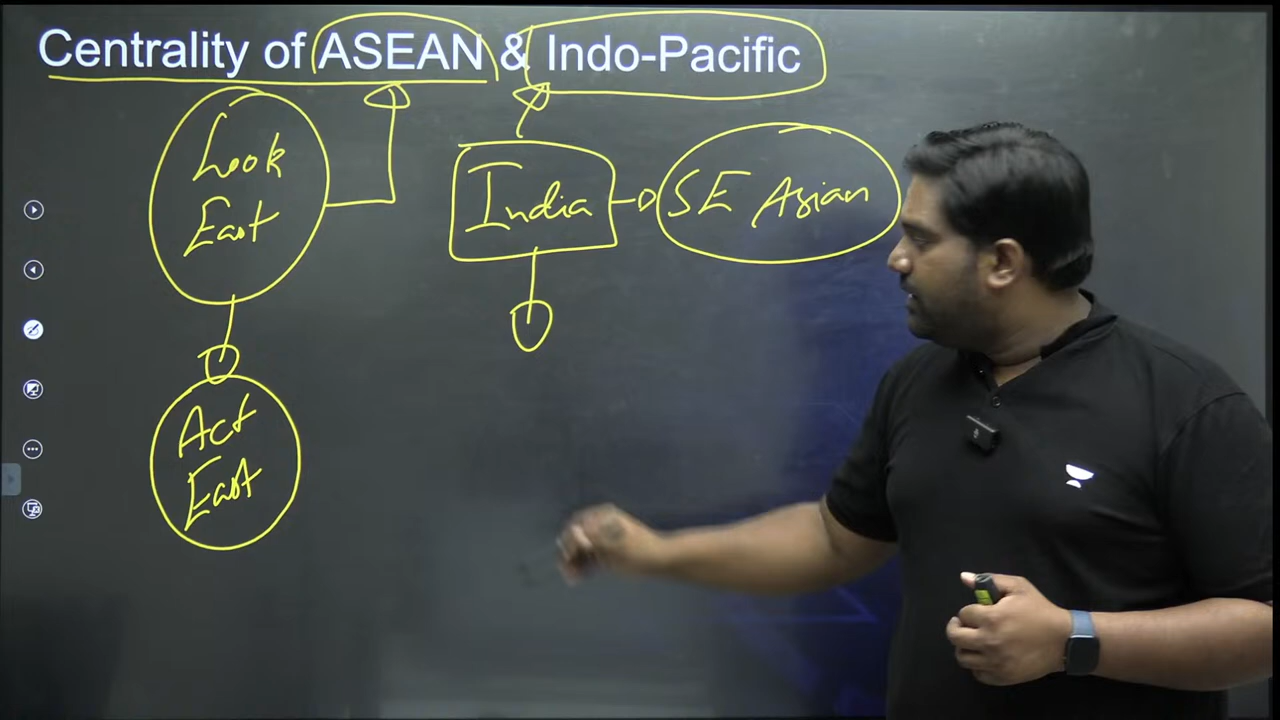 Centrality of ASEAN & Indo-Pacific
Look
East
India
SE Asian
Act
East